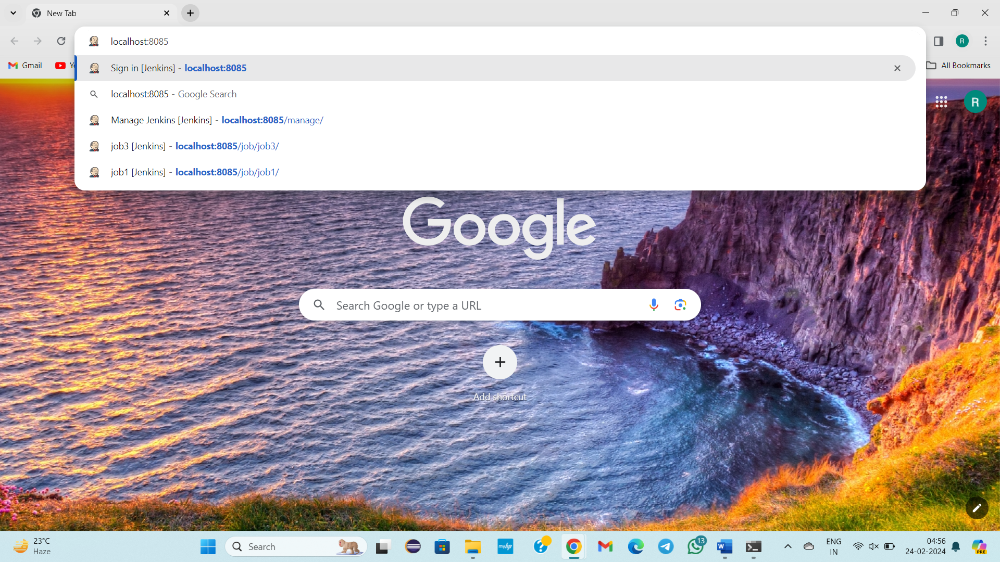 New Tab
localhost:8085
Sign in [Jenkins] - localhost:8085
localhost:8085 - Google Search
Manage Jenkins [Jenkins] - localhost:8085/manage/
job3 [Jenkins] - localhost:8085/job/job3/
job1 [Jenkins] - localhost:8085/job/job1/
R
Gmail
All Bookmarks
R
Google
Search Google or type a URL
Add shortcut
23°C
Haze
Search
myhp
13
W
ENG
IN
04:56
24-02-2024
PRE